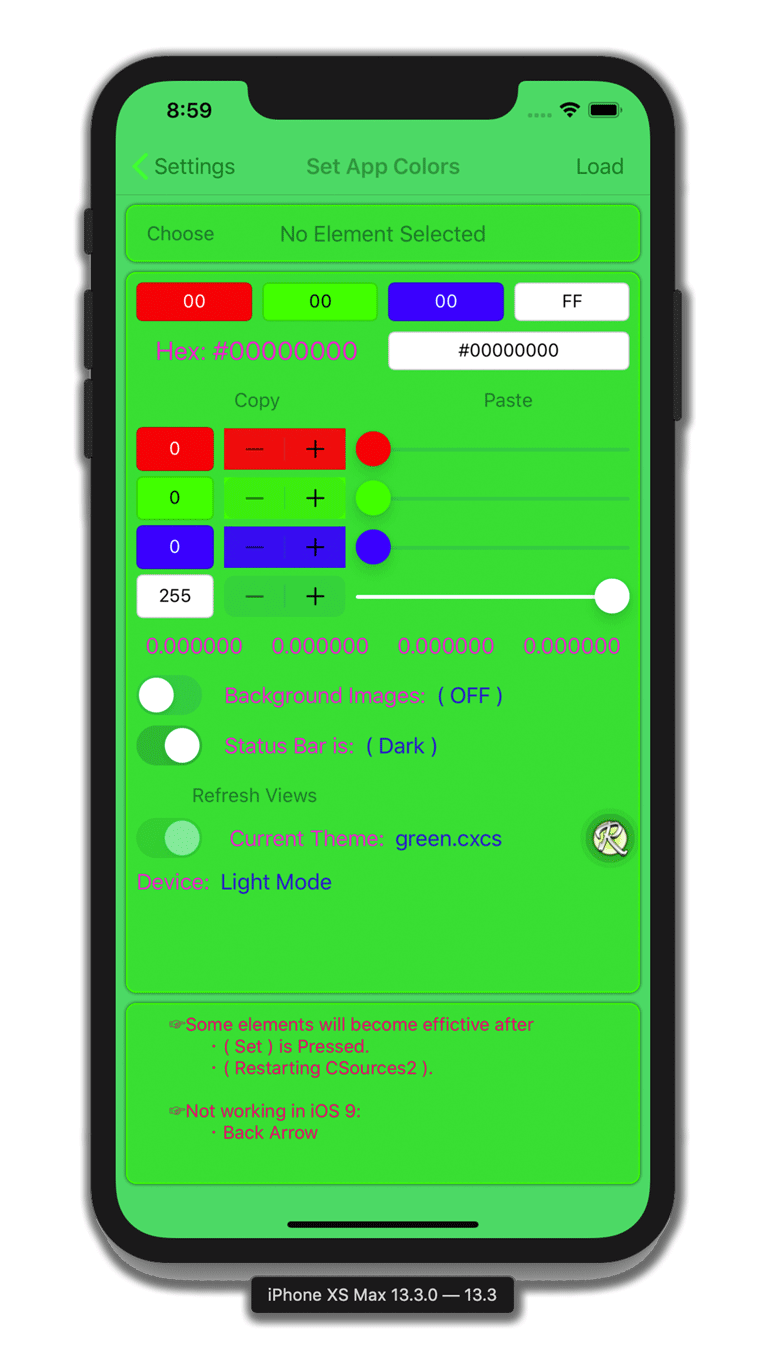 8:59
Settings Set App Colors Load
Choose No Element Selected
00 00 00 FF
Hex: #00000000 #00000000
Copy Paste
0 — +
0 — +
0 — +
255 — +
0.000000 0.000000 0.000000 0.000000
Background Images: ( OFF )
Status Bar is: ( Dark )
Refresh Views
Current Theme: green.cxcs R
Device: Light Mode
☞Some elements will become effictive after
· ( Set ) is Pressed.
· ( Restarting CSources2 ).
☞Not working in iOS 9:
· Back Arrow
iPhone XS Max 13.3.0 — 13.3